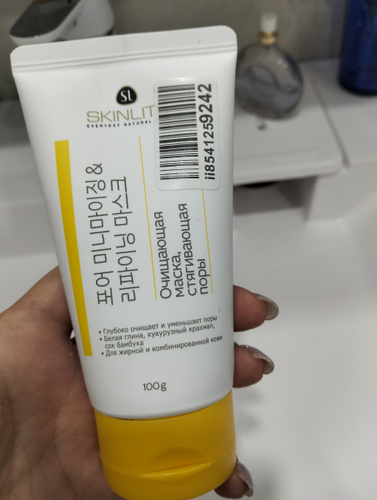 SL
SKINLIT
EVERYDAY NATURAL
ii8541259242
포어 미니마이징 &
리파이닝 마스크
Очищающая
маска,
стягивающая
поры
• Глубоко очищает и уменьшает поры
• Белая глина, кукурузный крахмал,
сок бамбука
• Для жирной и комбинированной кожи
100g